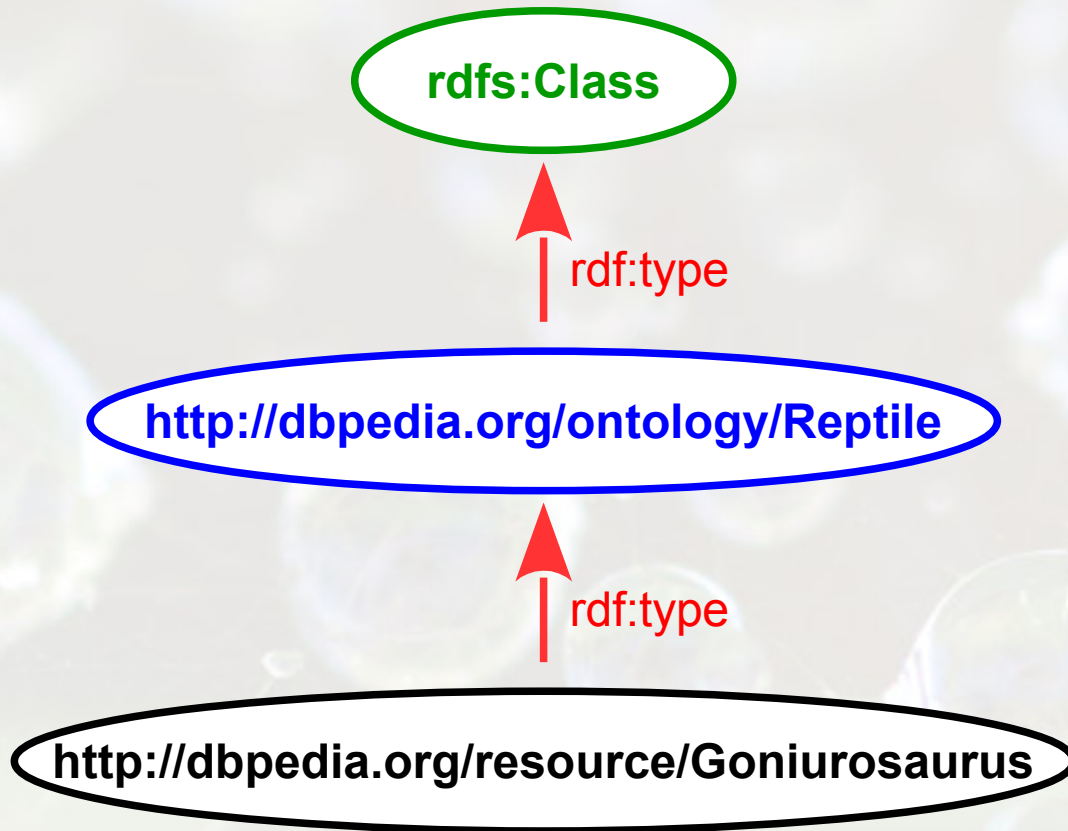 rdfs:Class
rdf:type
http://dbpedia.org/ontology/Reptile
rdf:type
http://dbpedia.org/resource/Goniurosaurus